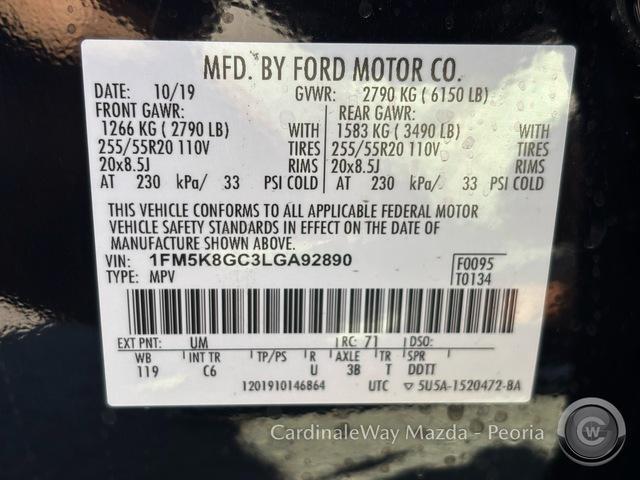 MFD. BY FORD MOTOR CO.
DATE: 10/19 GVWR: 2790 KG ( 6150 LB)
FRONT GAWR: REAR GAWR:
1266 KG ( 2790 LB) WITH 1583 KG ( 3490 LB) WITH
255/55R20 110V TIRES 255/55R20 110V TIRES
20x8.5J RIMS 20x8.5J RIMS
AT 230 kPa/ 33 PSI COLD AT 230 kPa/ 33 PSI COLD
THIS VEHICLE CONFORMS TO ALL APPLICABLE FEDERAL MOTOR
VEHICLE SAFETY STANDARDS IN EFFECT ON THE DATE OF
MANUFACTURE SHOWN ABOVE.
VIN: 1FM5K8GC3LGA92890 F0095
TYPE: MPV T0134
EXT PNT: UM RC: 71 DSO:
WB INT TR TP/PS R AXLE TR SPR
119 C6 U 3B T DDTT
1201910146864 UTC ▽ 5U5A-1520472-BA
CardinaleWay Mazda - Peoria